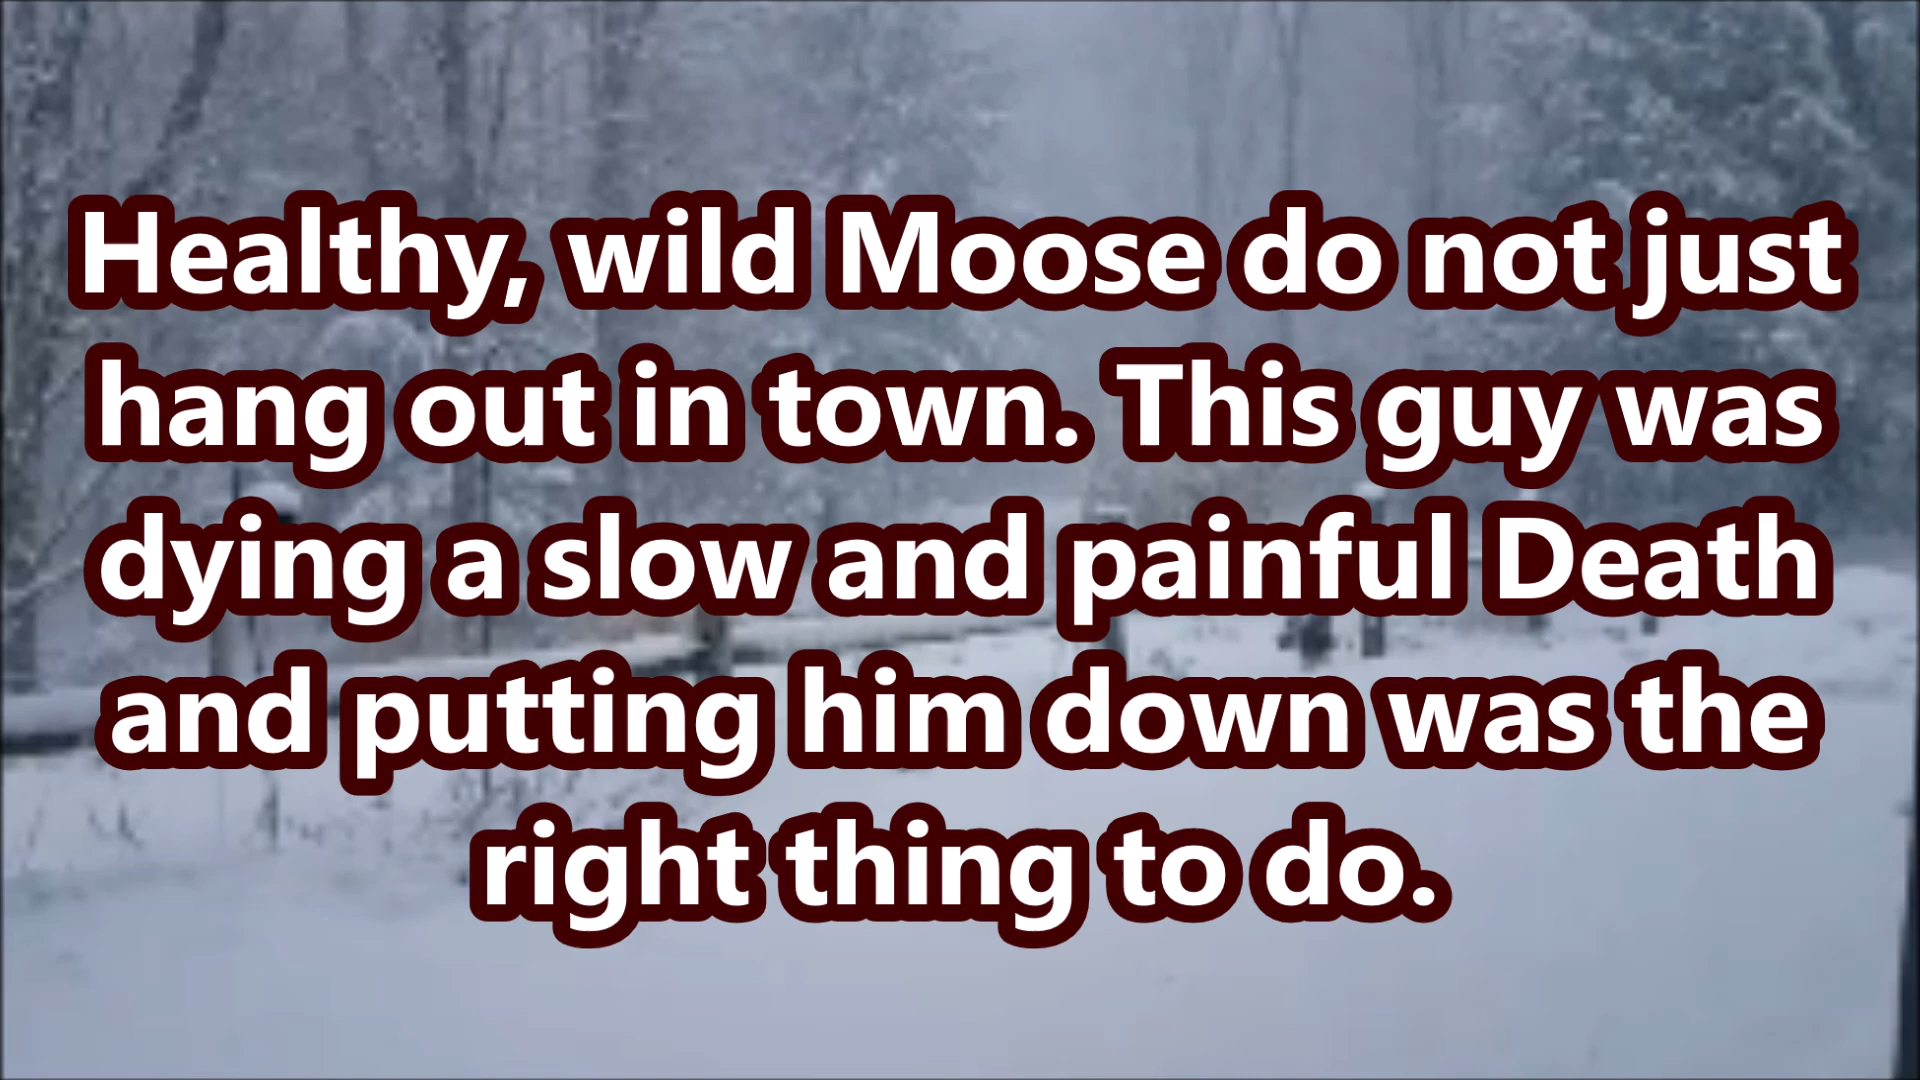 Healthy, wild Moose do not just
hang out in town. This guy was
dying a slow and painful Death
and putting him down was the
right thing to do.